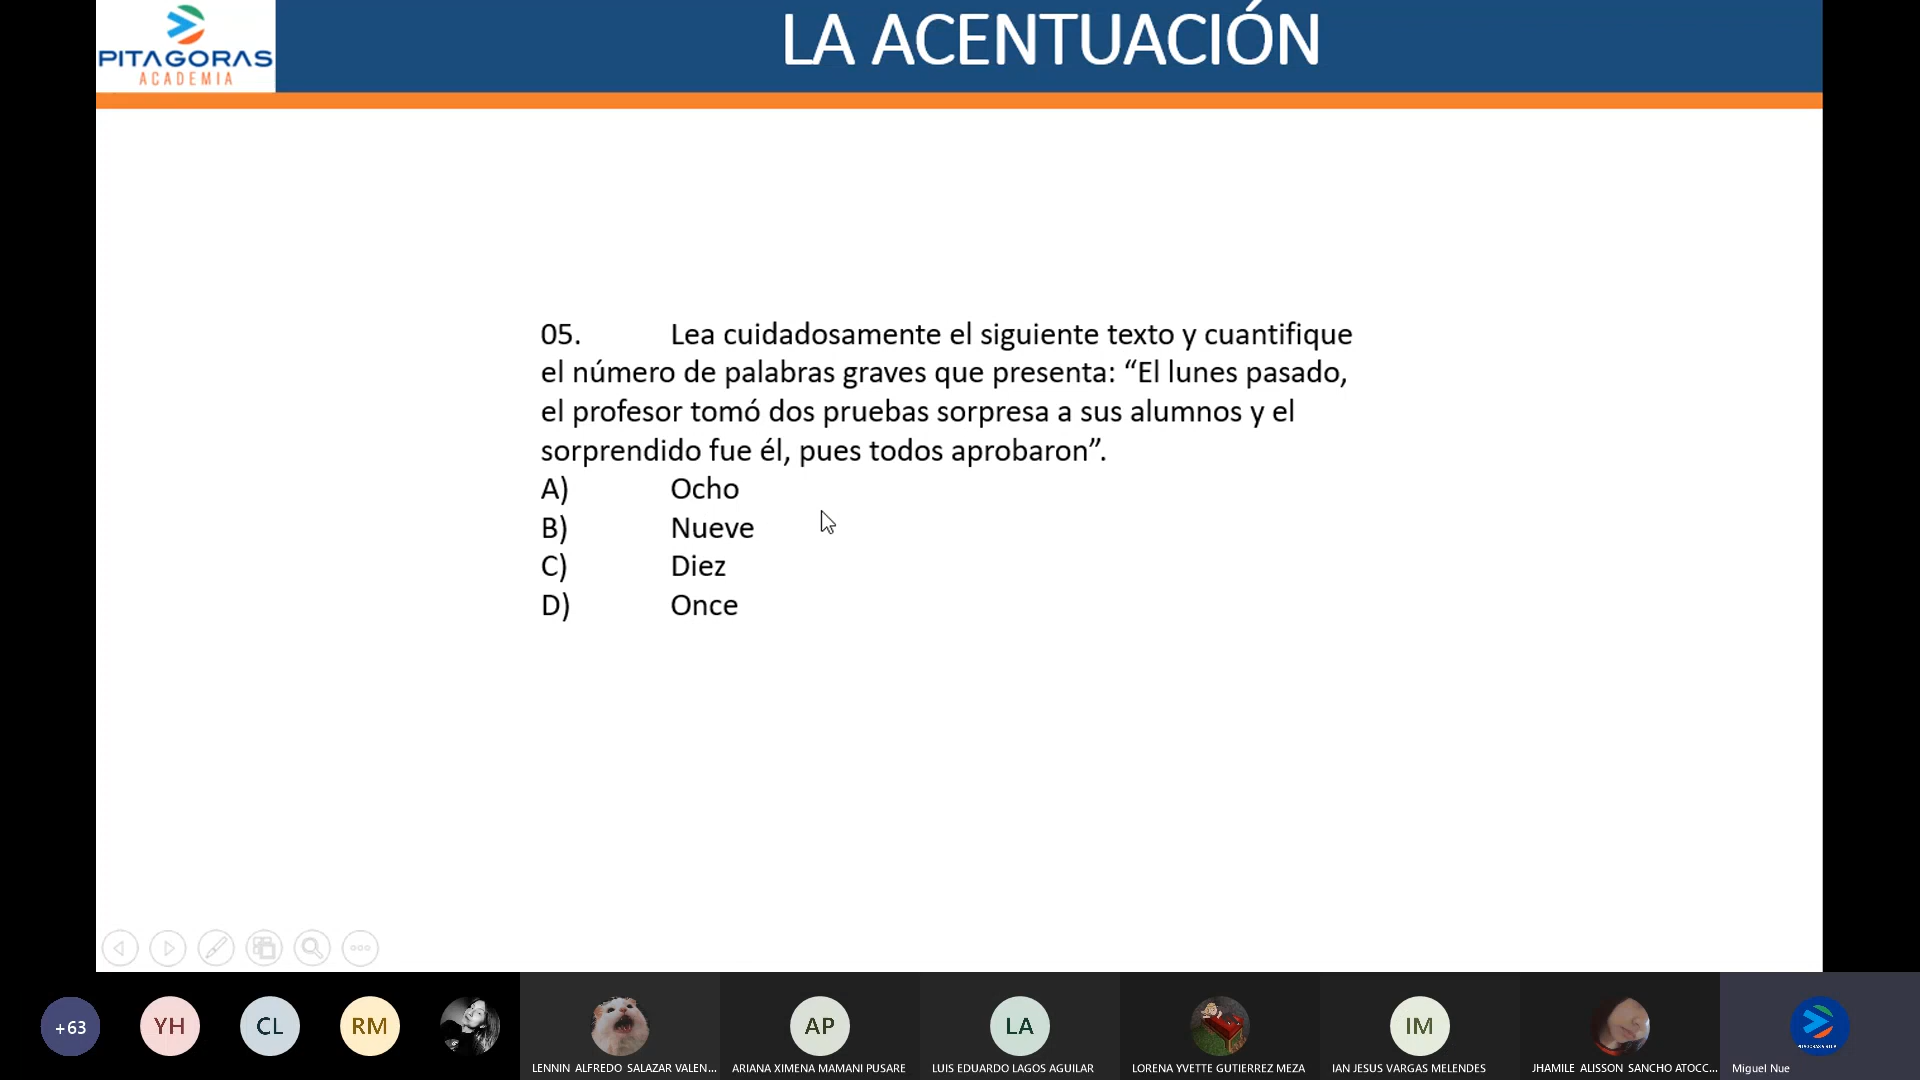 PITAGORAS
ACADEMIA
LA ACENTUACIÓN
05. Lea cuidadosamente el siguiente texto y cuantifique
el número de palabras graves que presenta: “El lunes pasado,
el profesor tomó dos pruebas sorpresa a sus alumnos y el
sorprendido fue él, pues todos aprobaron”.
A) Ocho
B) Nueve
C) Diez
D) Once
+63
YH
CL
RM
AP
LA
IM
LENNIN ALFREDO SALAZAR VALEN...
ARIANA XIMENA MAMANI PUSARE
LUIS EDUARDO LAGOS AGUILAR
LORENA YVETTE GUTIERREZ MEZA
IAN JESUS VARGAS MELENDES
JHAMILE ALISSON SANCHO ATOCC...
Miguel Nue